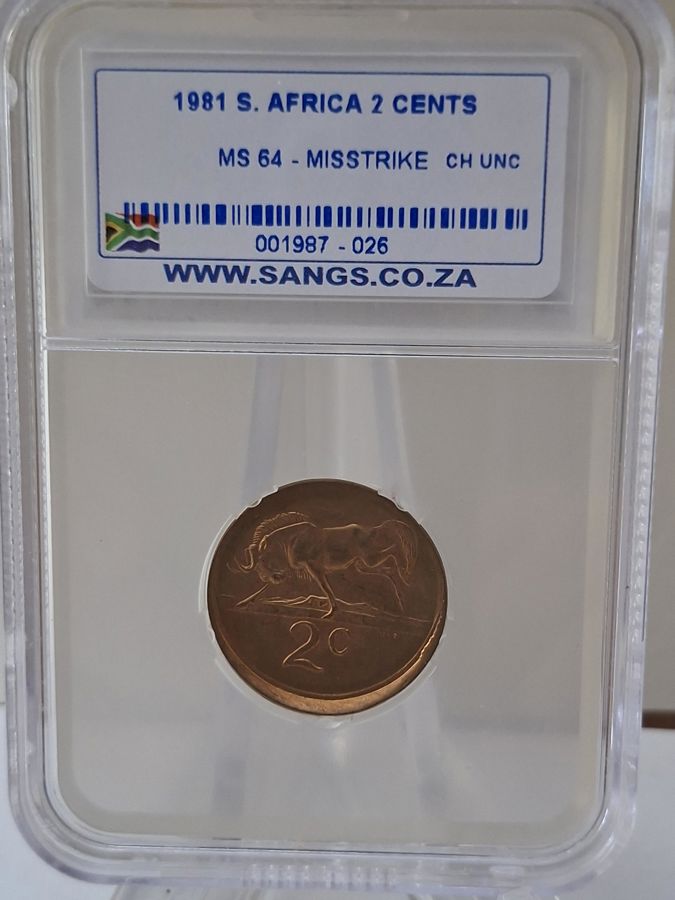 1981 S. AFRICA 2 CENTS
MS 64 - MISSTRIKE CH UNC
001987 - 026
WWW.SANGS.CO.ZA
2c